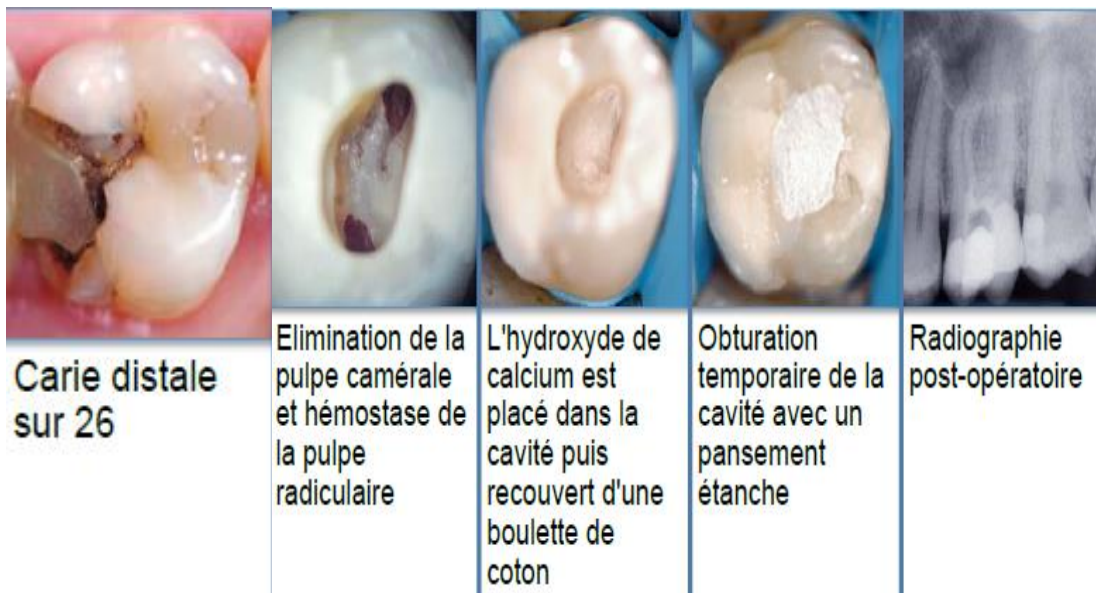 Carie distale
sur 26
Elimination de la
pulpe camérale
et hémostase de
la pulpe
radiculaire
L'hydroxyde de
calcium est
placé dans la
cavité puis
recouvert d'une
boulette de
coton
Obturation
temporaire de la
cavité avec un
pansement
étanche
Radiographie
post-opératoire